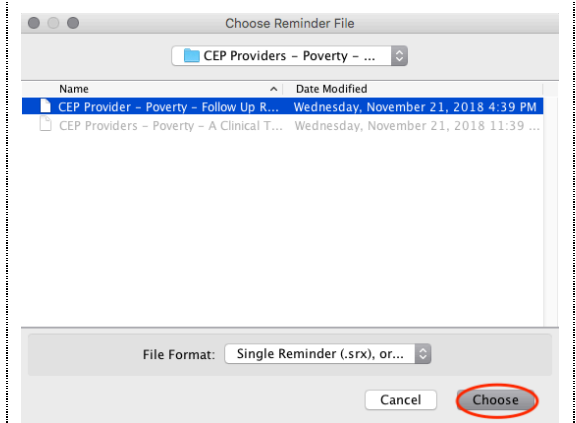 Choose Reminder File
CEP Providers – Poverty – ...
Name Date Modified
CEP Provider – Poverty – Follow Up R... Wednesday, November 21, 2018 4:39 PM
CEP Providers – Poverty – A Clinical T... Wednesday, November 21, 2018 11:39 ...
File Format: Single Reminder (.srx), or...
Cancel Choose